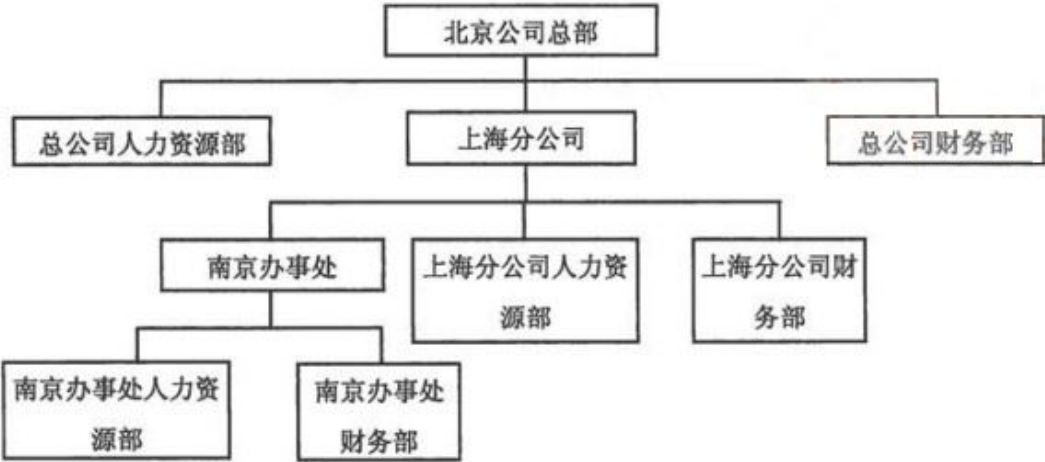 北京公司总部
总公司人力资源部
上海分公司
总公司财务部
南京办事处
上海分公司人力资
源部
上海分公司财
务部
南京办事处人力资
源部
南京办事处
财务部